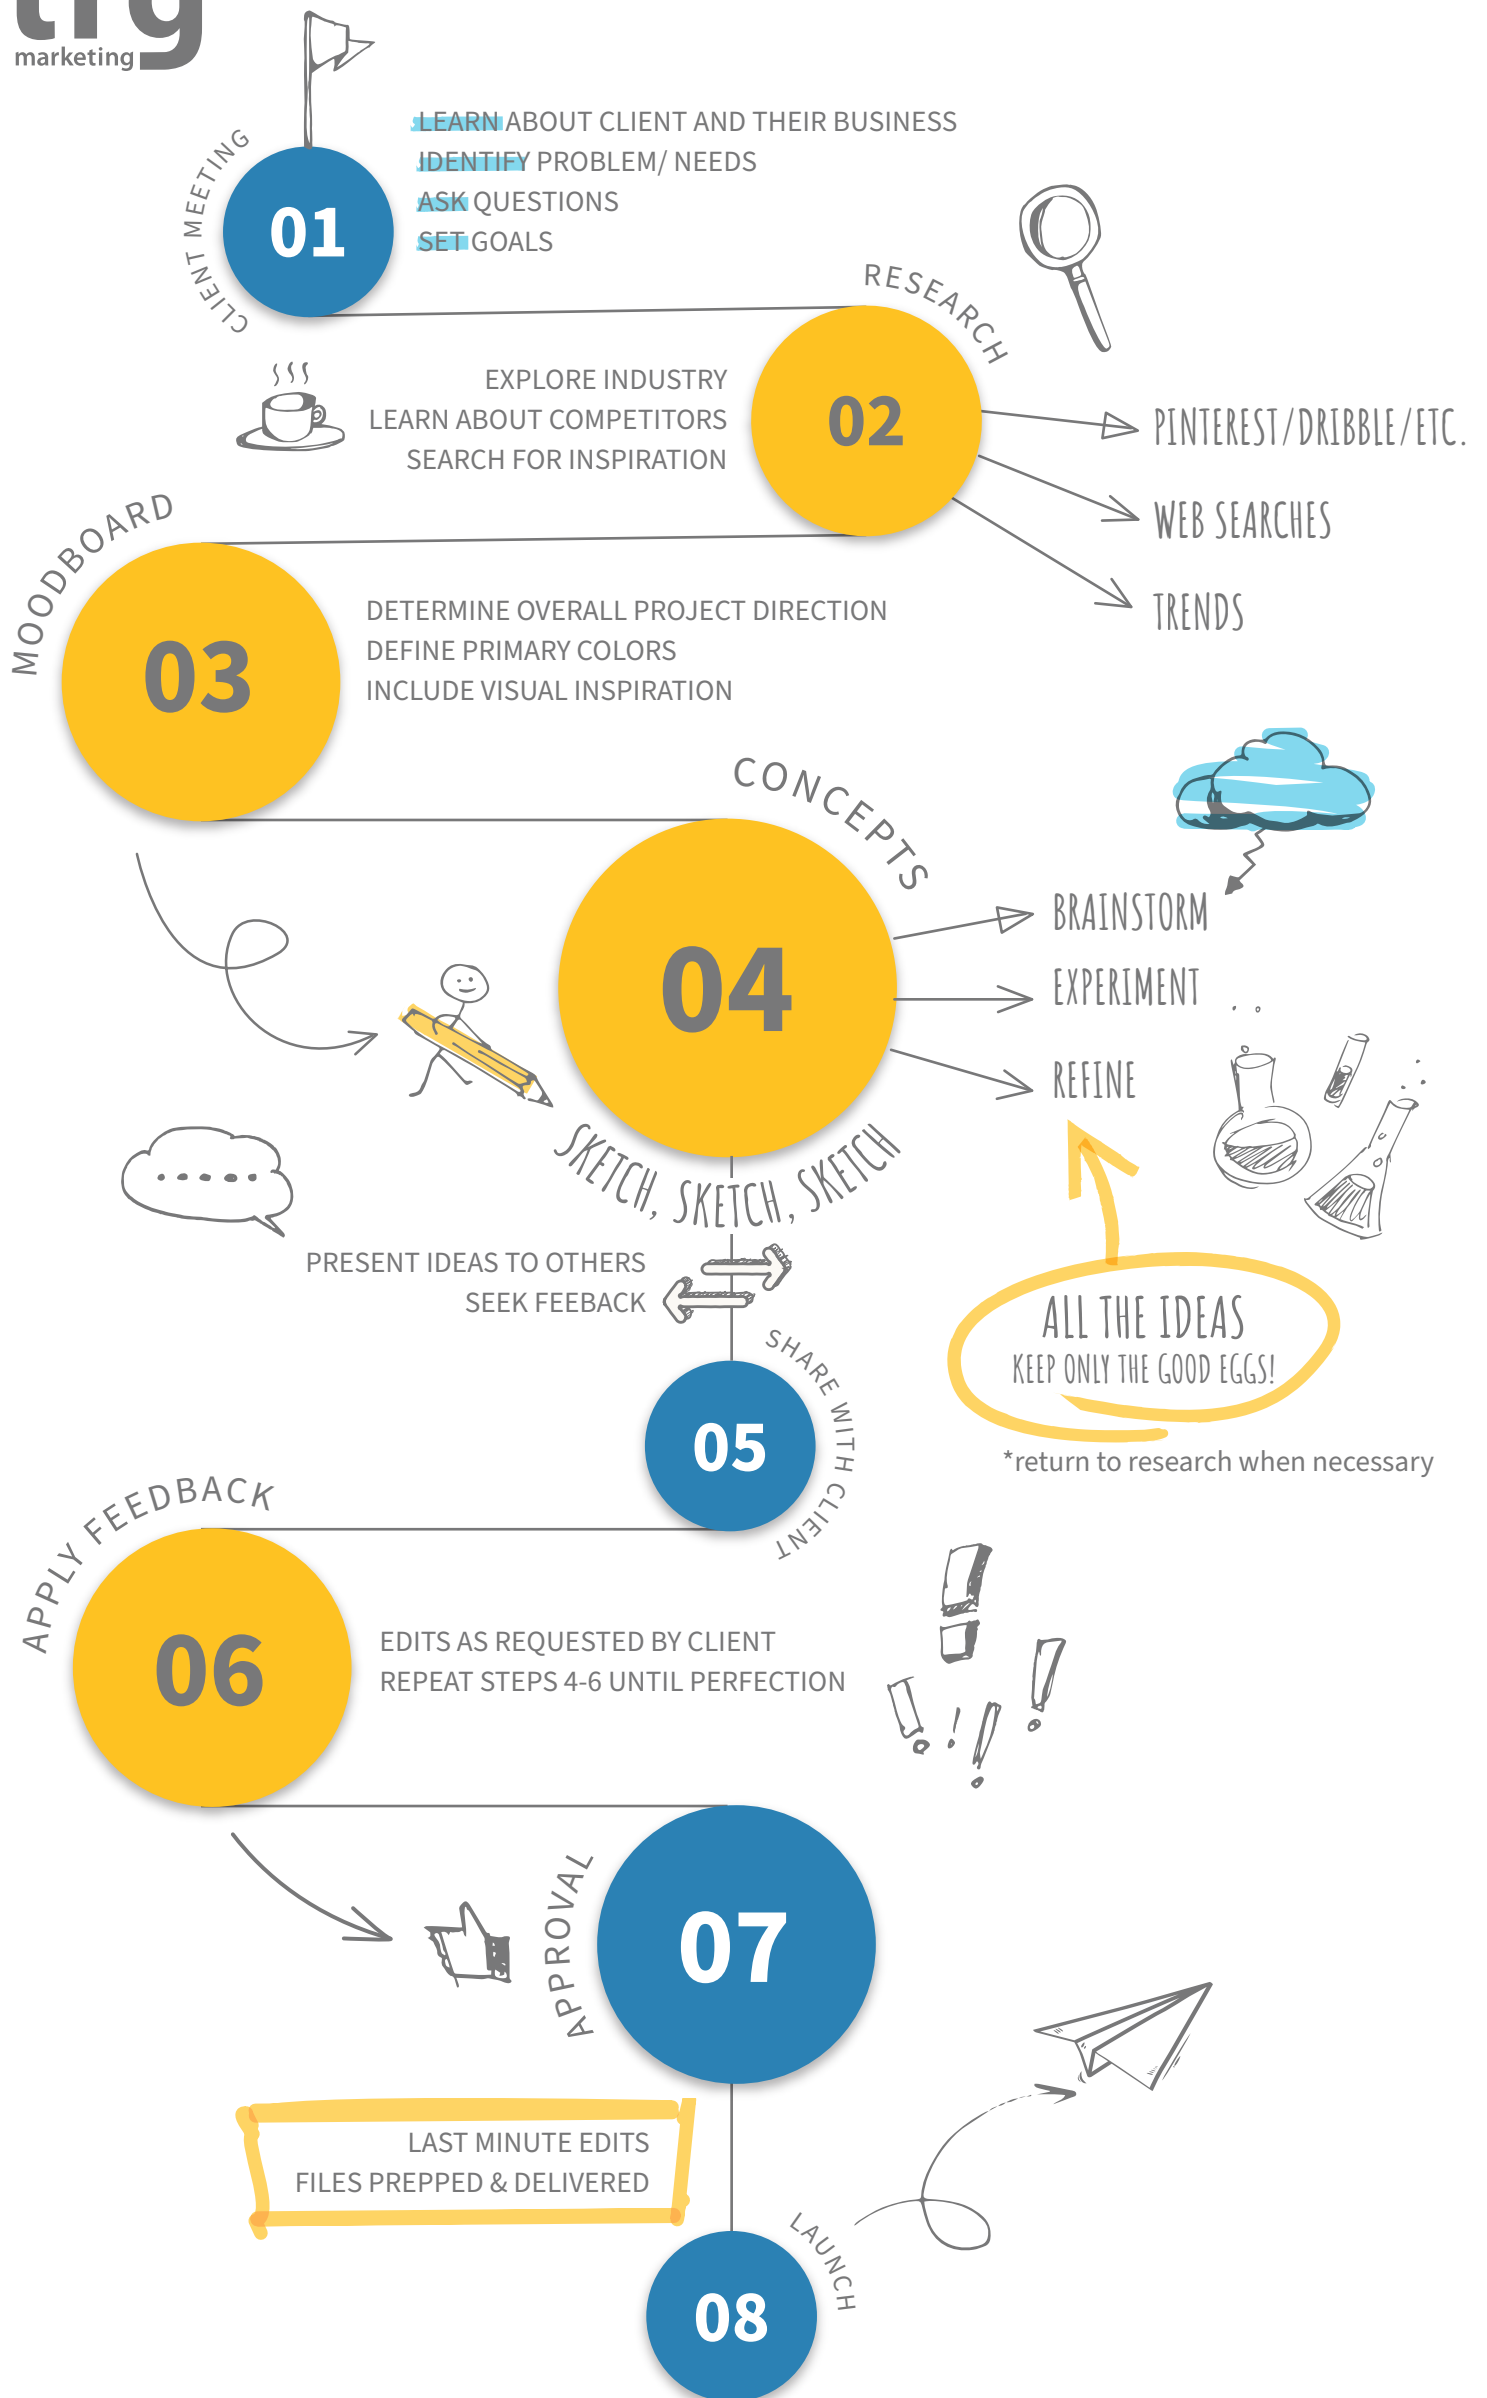 marketing
LEARN ABOUT CLIENT AND THEIR BUSINESS
IDENTIFY PROBLEM/ NEEDS
ASK QUESTIONS
SET GOALS
CLIENT MEETING
01
RESEARCH
EXPLORE INDUSTRY
LEARN ABOUT COMPETITORS
SEARCH FOR INSPIRATION
02
PINTEREST/DRIBBLE/ETC.
WEB SEARCHES
TRENDS
MOODBOARD
03
DETERMINE OVERALL PROJECT DIRECTION
DEFINE PRIMARY COLORS
INCLUDE VISUAL INSPIRATION
CONCEPTS
04
BRAINSTORM
EXPERIMENT
REFINE
SKETCH, SKETCH, SKETCH
PRESENT IDEAS TO OTHERS
SEEK FEEBACK
ALL THE IDEAS
KEEP ONLY THE GOOD EGGS!
*return to research when necessary
SHARE WITH CLIENT
05
APPLY FEEDBACK
06
EDITS AS REQUESTED BY CLIENT
REPEAT STEPS 4-6 UNTIL PERFECTION
APPROVAL
07
LAST MINUTE EDITS
FILES PREPPED & DELIVERED
LAUNCH
08